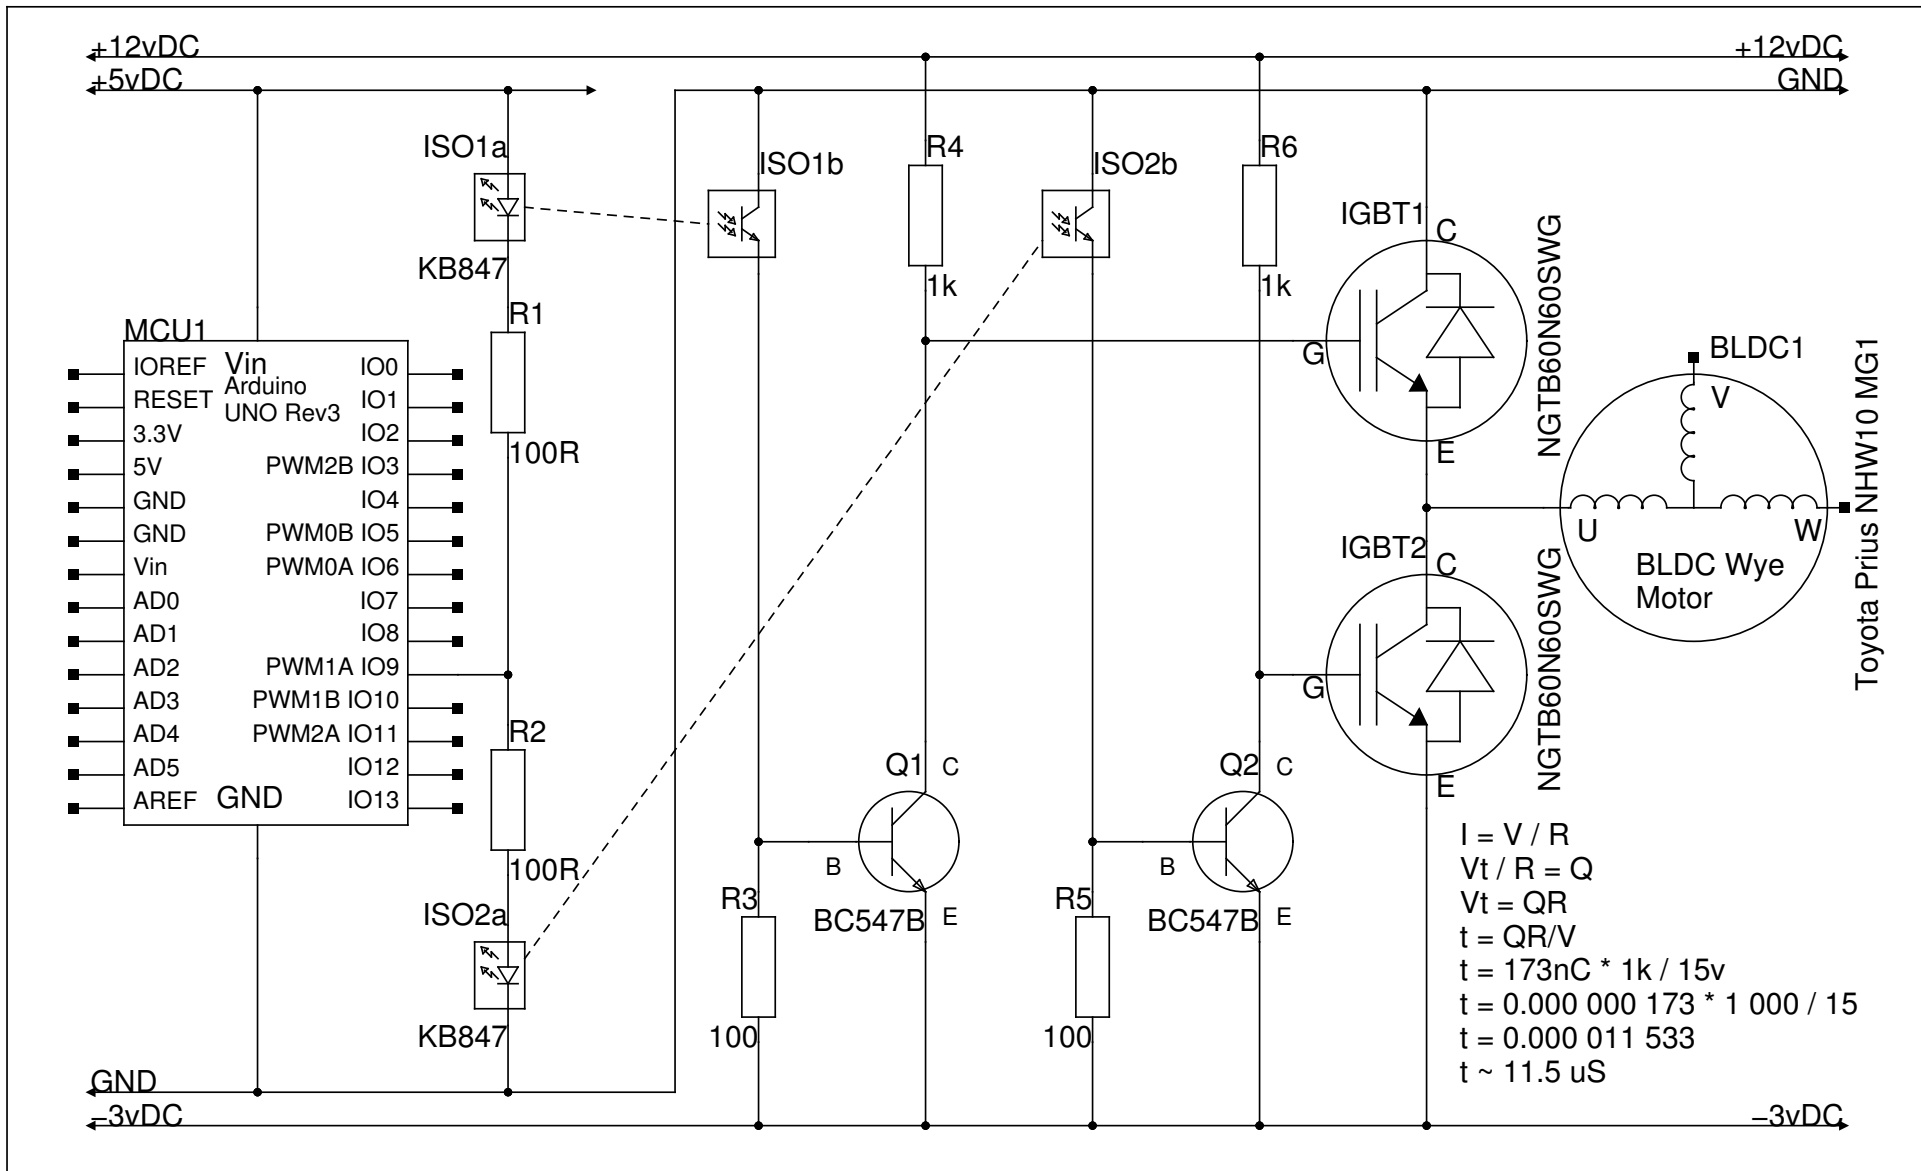 +12vDC
+12vDC
+5vDC
GND
ISO1a
KB847
ISO1b
R4
1k
ISO2b
R6
1k
IGBT1
C
G
E
NGTB60N60SWG
R1
100R
MCU1
Vin
Arduino
UNO Rev3
IOREF
RESET
3.3V
5V
GND
GND
Vin
AD0
AD1
AD2
AD3
AD4
AD5
AREF
GND
IO0
IO1
IO2
PWM2B IO3
IO4
PWM0B IO5
PWM0A IO6
IO7
IO8
PWM1A IO9
PWM1B IO10
PWM2A IO11
IO12
IO13
BLDC1
V
U
W
BLDC Wye
Motor
Toyota Prius NHW10 MG1
IGBT2
C
G
E
NGTB60N60SWG
R2
100R
ISO2a
KB847
Q1
C
B
E
BC547B
R3
100
Q2
C
B
E
BC547B
R5
100
I = V / R
Vt / R = Q
Vt = QR
t = QR/V
t = 173nC * 1k / 15v
t = 0.000 000 173 * 1 000 / 15
t = 0.000 011 533
t ~ 11.5 uS
GND
−3vDC
−3vDC